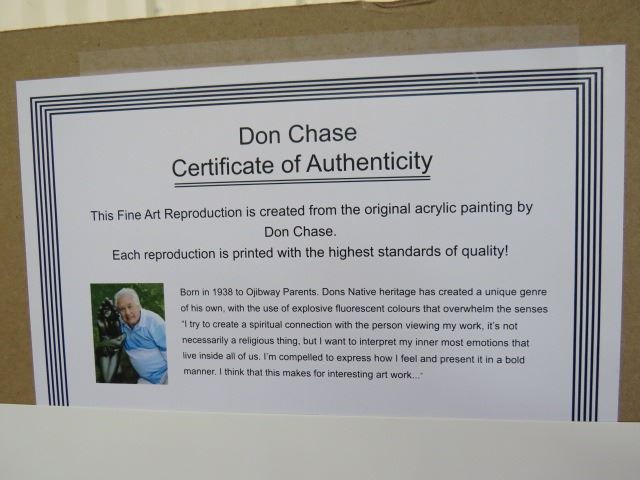 Don Chase
Certificate of Authenticity
This Fine Art Reproduction is created from the original acrylic painting by
Don Chase.
Each reproduction is printed with the highest standards of quality!
Born in 1938 to Ojibway Parents. Dons Native heritage has created a unique genre
of his own, with the use of explosive fluorescent colours that overwhelm the senses
"I try to create a spiritual connection with the person viewing my work, it's not
necessarily a religious thing, but I want to interpret my inner most emotions that
live inside all of us. I'm compelled to express how I feel and present it in a bold
manner. I think that this makes for interesting art work..."